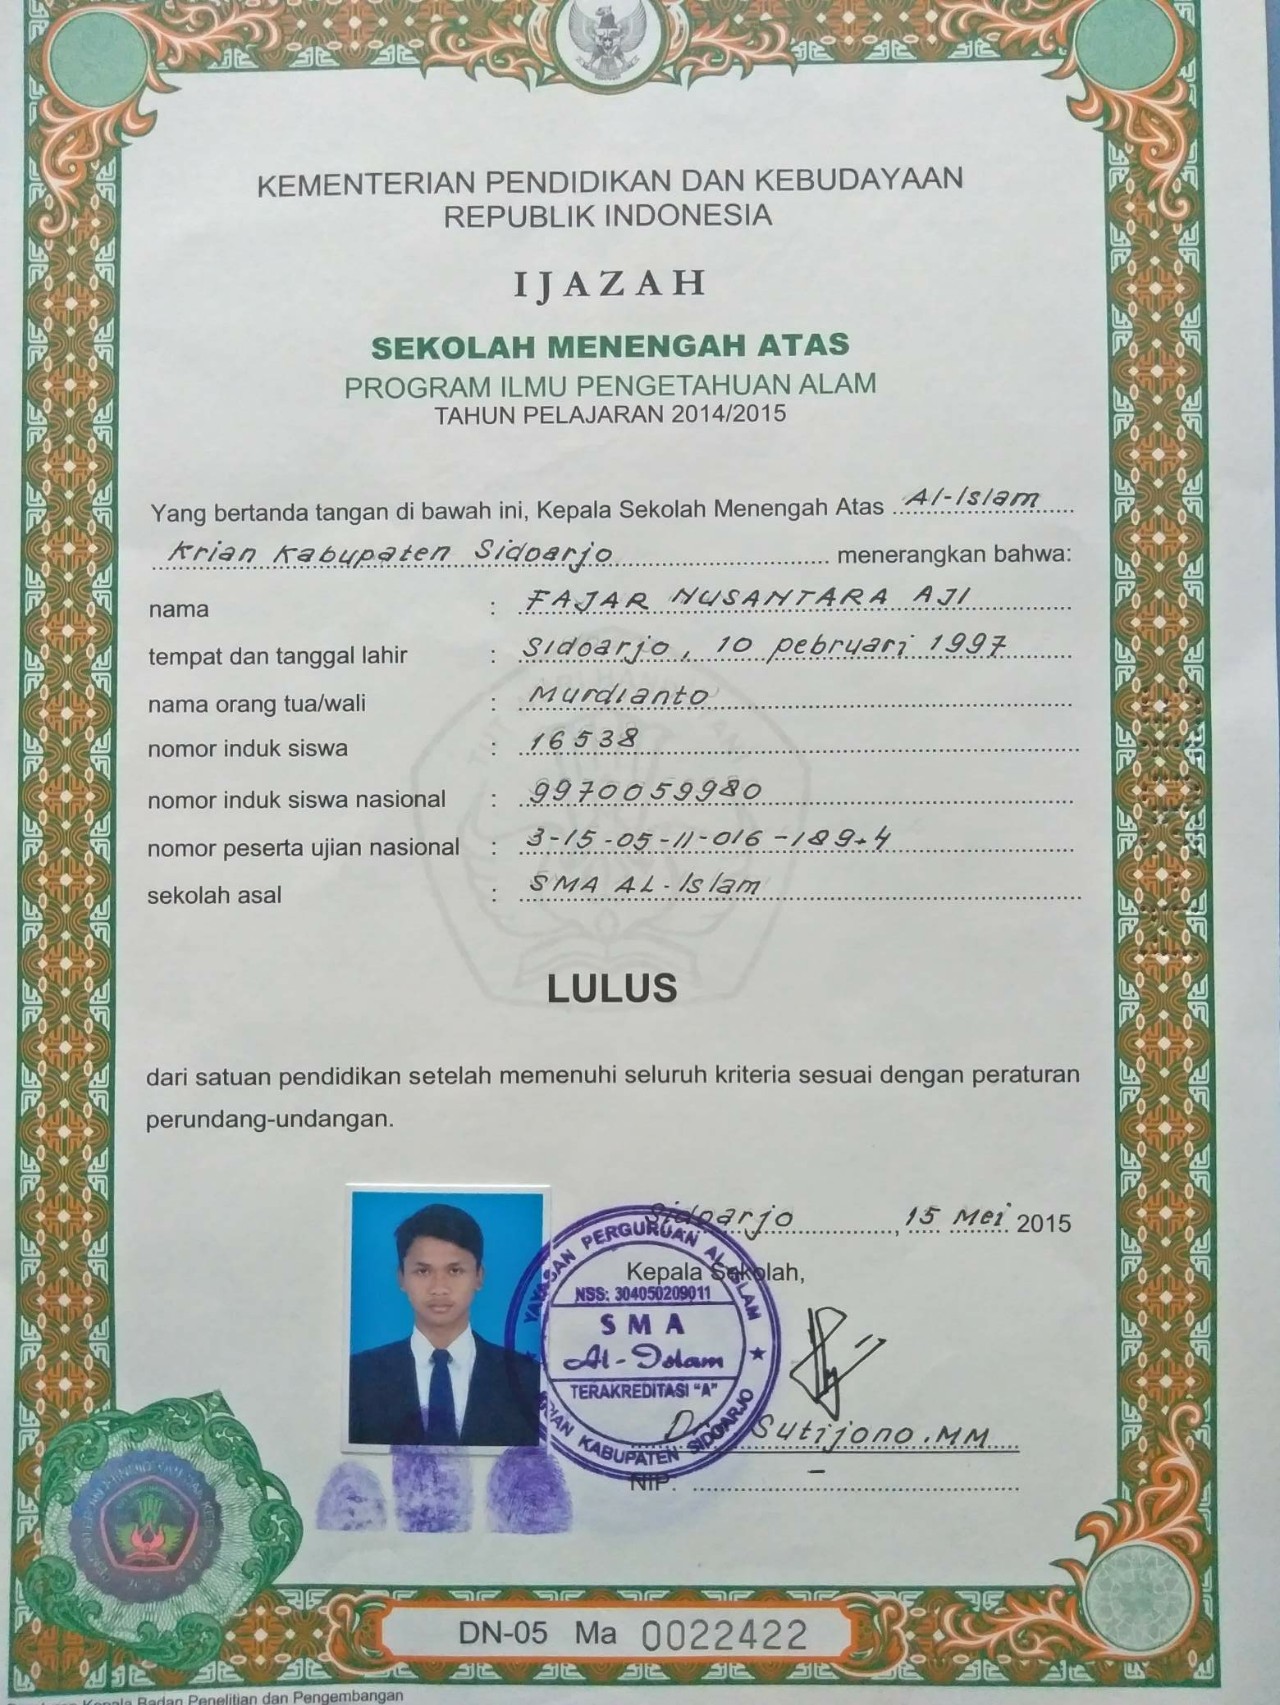 KEMENTERIAN PENDIDIKAN DAN KEBUDAYAAN
REPUBLIK INDONESIA
IJAZAH
SEKOLAH MENENGAH ATAS
PROGRAM ILMU PENGETAHUAN ALAM
TAHUN PELAJARAN 2014/2015
Yang bertanda tangan di bawah ini, Kepala Sekolah Menengah Atas Al-Islam
Krian Kabupaten Sidoarjo menerangkan bahwa:
nama : FAJAR NUSANTARA AJI
tempat dan tanggal lahir : Sidoarjo, 10 pebruari 1997
nama orang tua/wali : Murdianto
nomor induk siswa : 16538
nomor induk siswa nasional : 9970059980
nomor peserta ujian nasional : 3-15-05-11-016-189-4
sekolah asal : SMA AL-Islam
LULUS
dari satuan pendidikan setelah memenuhi seluruh kriteria sesuai dengan peraturan
perundang-undangan.
Sidoarjo, 15 Mei 2015
Kepala Sekolah,
YAYASAN PERGURUAN AL ISLAM
NSS: 304050209011
SMA
Al-Islam
TERAKREDITASI "A"
KRIAN KABUPATEN SIDOARJO
Sutijono.MM
NIP. -
DN-05 Ma 0022422
Kepala Badan Penelitian dan Pengembangan